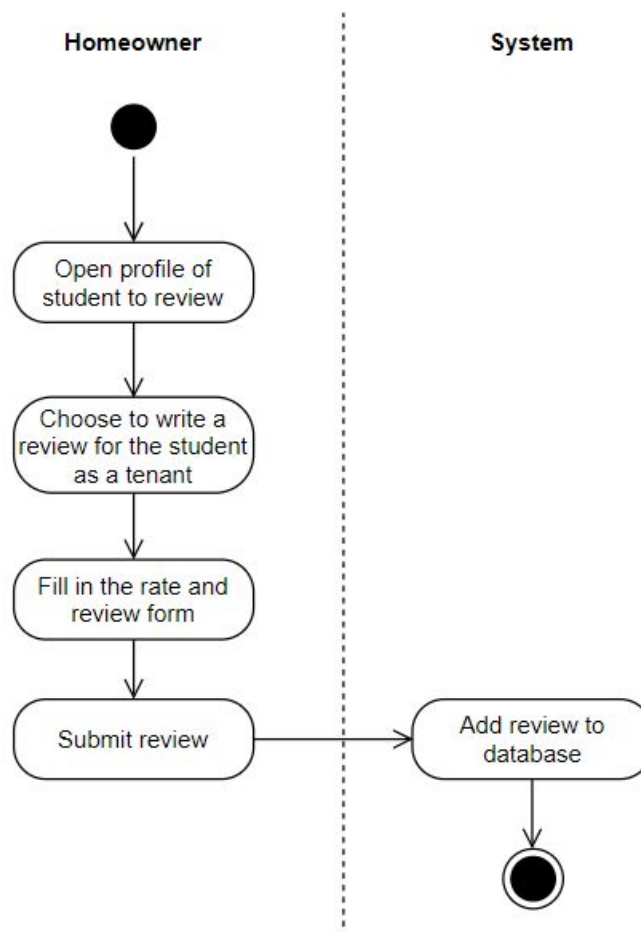 Homeowner
System
Open profile of
student to review
Choose to write a
review for the student
as a tenant
Fill in the rate and
review form
Submit review
Add review to
database